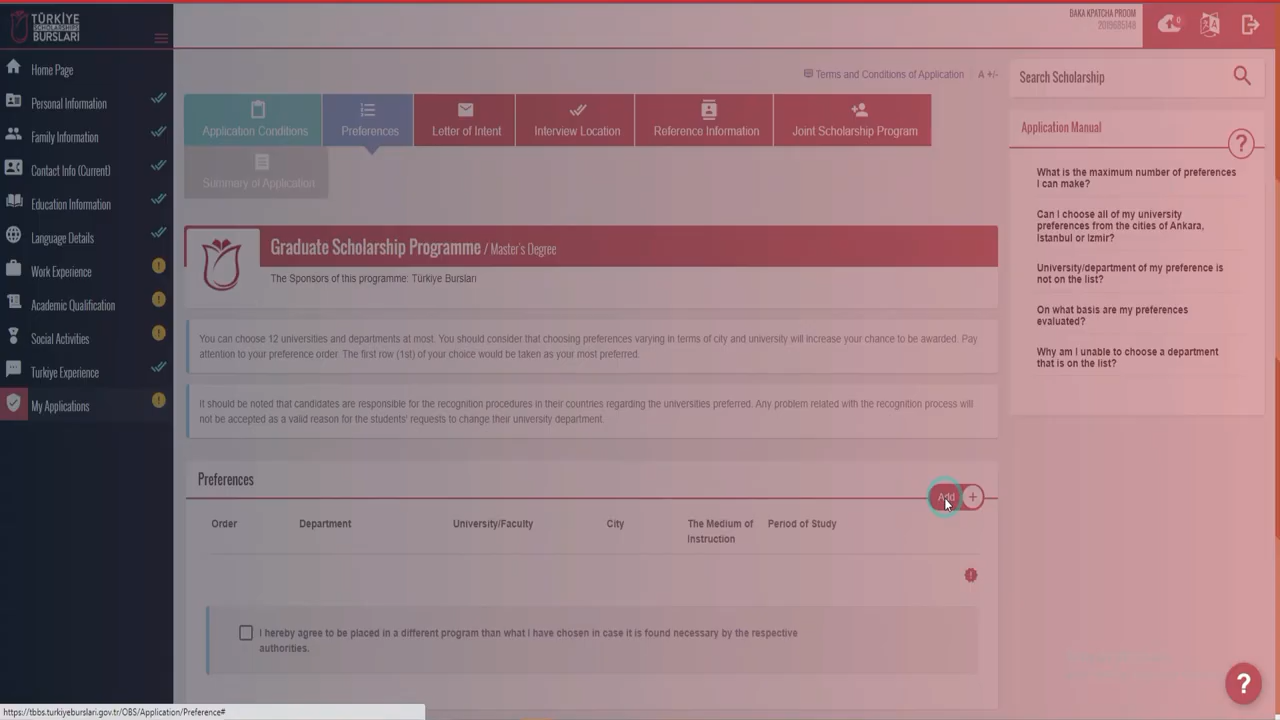 TÜRKİYE
SCHOLARSHIPS
BURSLARI
BAKA KPATCHA PROOM
2019685148
0
Home Page
Personal Information
Family Information
Contact Info (Current)
Education Information
Language Details
Work Experience
Academic Qualification
Social Activities
Turkiye Experience
My Applications
Terms and Conditions of Application
A +/-
Application Conditions
Preferences
Letter of Intent
Interview Location
Reference Information
Joint Scholarship Program
Summary of Application
Graduate Scholarship Programme / Master's Degree
The Sponsors of this programme: Türkiye Bursları
You can choose 12 universities and departments at most. You should consider that choosing preferences varying in terms of city and university will increase your chance to be awarded. Pay
attention to your preference order. The first row (1st) of your choice would be taken as your most preferred.
It should be noted that candidates are responsible for the recognition procedures in their countries regarding the universities preferred. Any problem related with the recognition process will
not be accepted as a valid reason for the students' requests to change their university department.
Preferences
Add +
Order Department University/Faculty City The Medium of Period of Study
Instruction
I hereby agree to be placed in a different program than what I have chosen in case it is found necessary by the respective
authorities.
Search Scholarship
Application Manual
?
What is the maximum number of preferences
I can make?
Can I choose all of my university
preferences from the cities of Ankara,
Istanbul or Izmir?
University/department of my preference is
not on the list?
On what basis are my preferences
evaluated?
Why am I unable to choose a department
that is on the list?
?
https://tbbs.turkiyeburslari.gov.tr/OBS/Application/Preference#